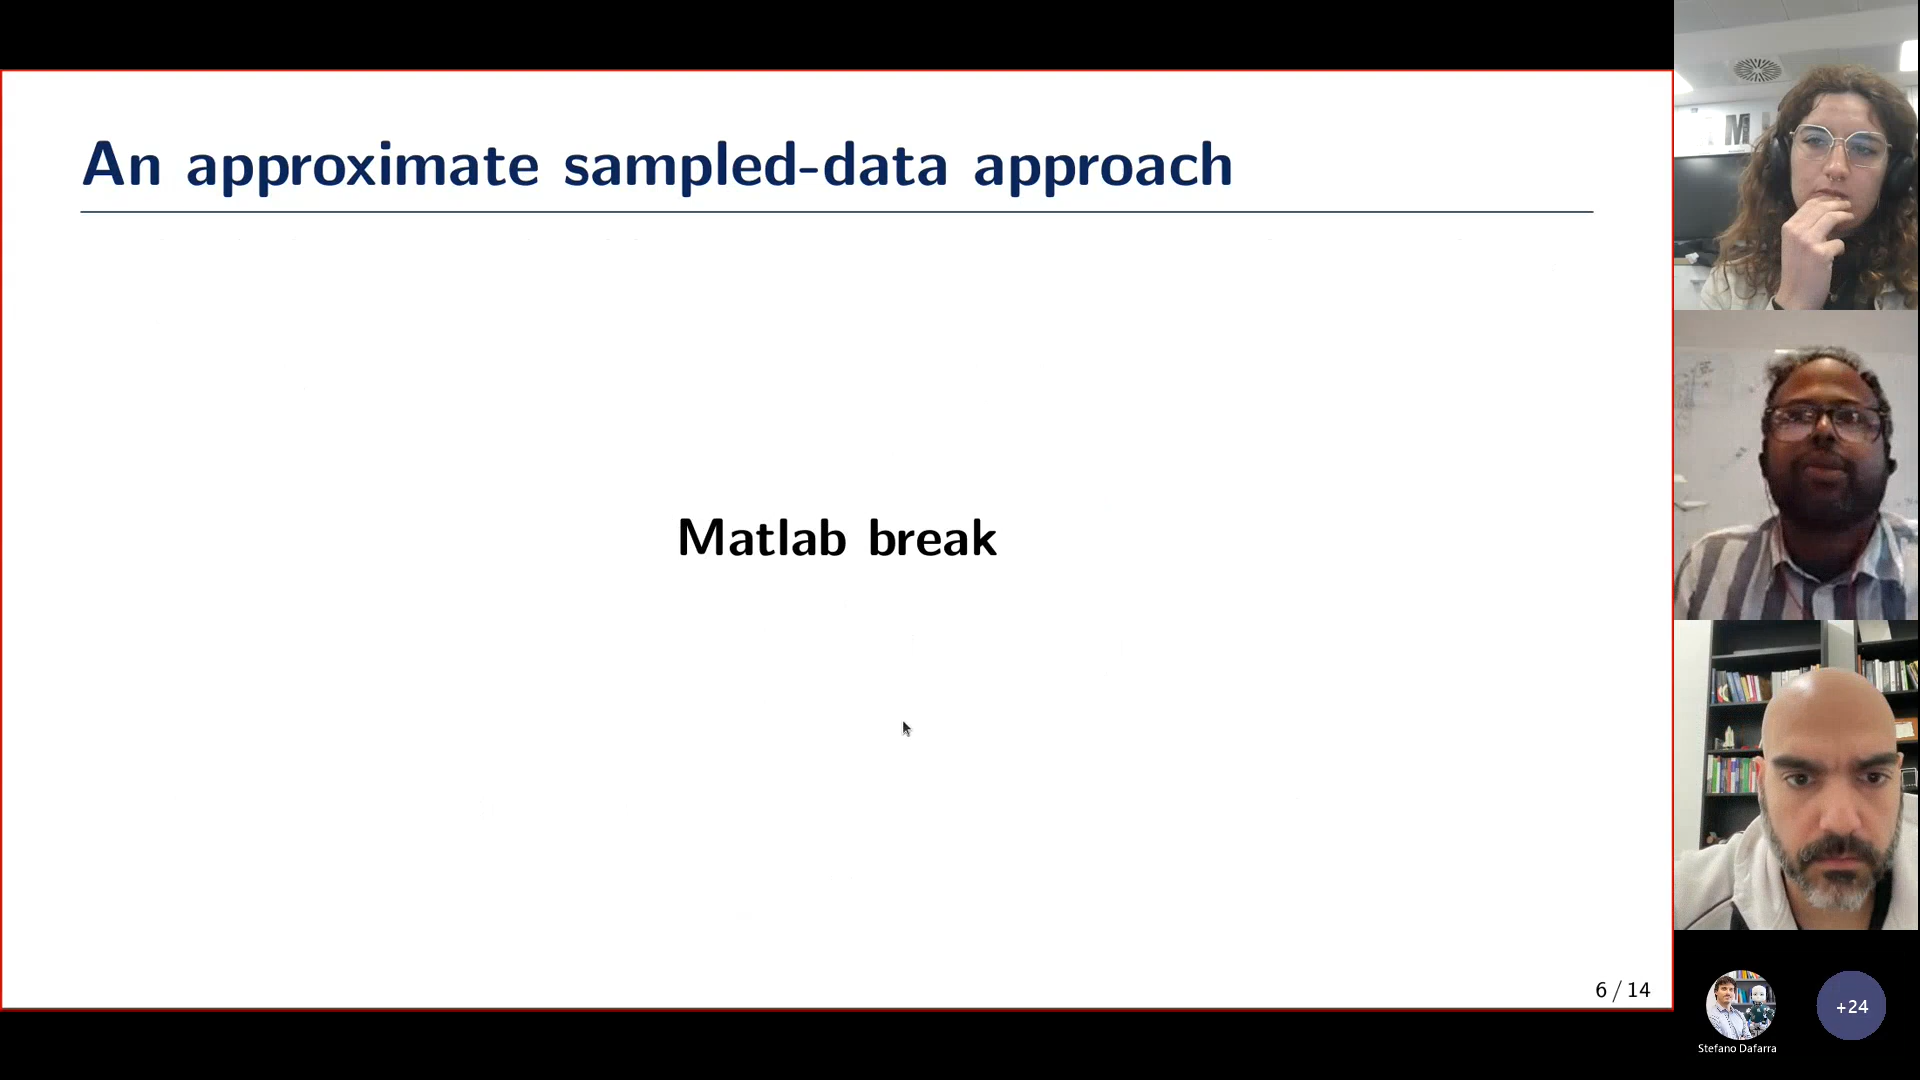 An approximate sampled-data approach
Matlab break
6 / 14
M
Stefano Dafarra
+24